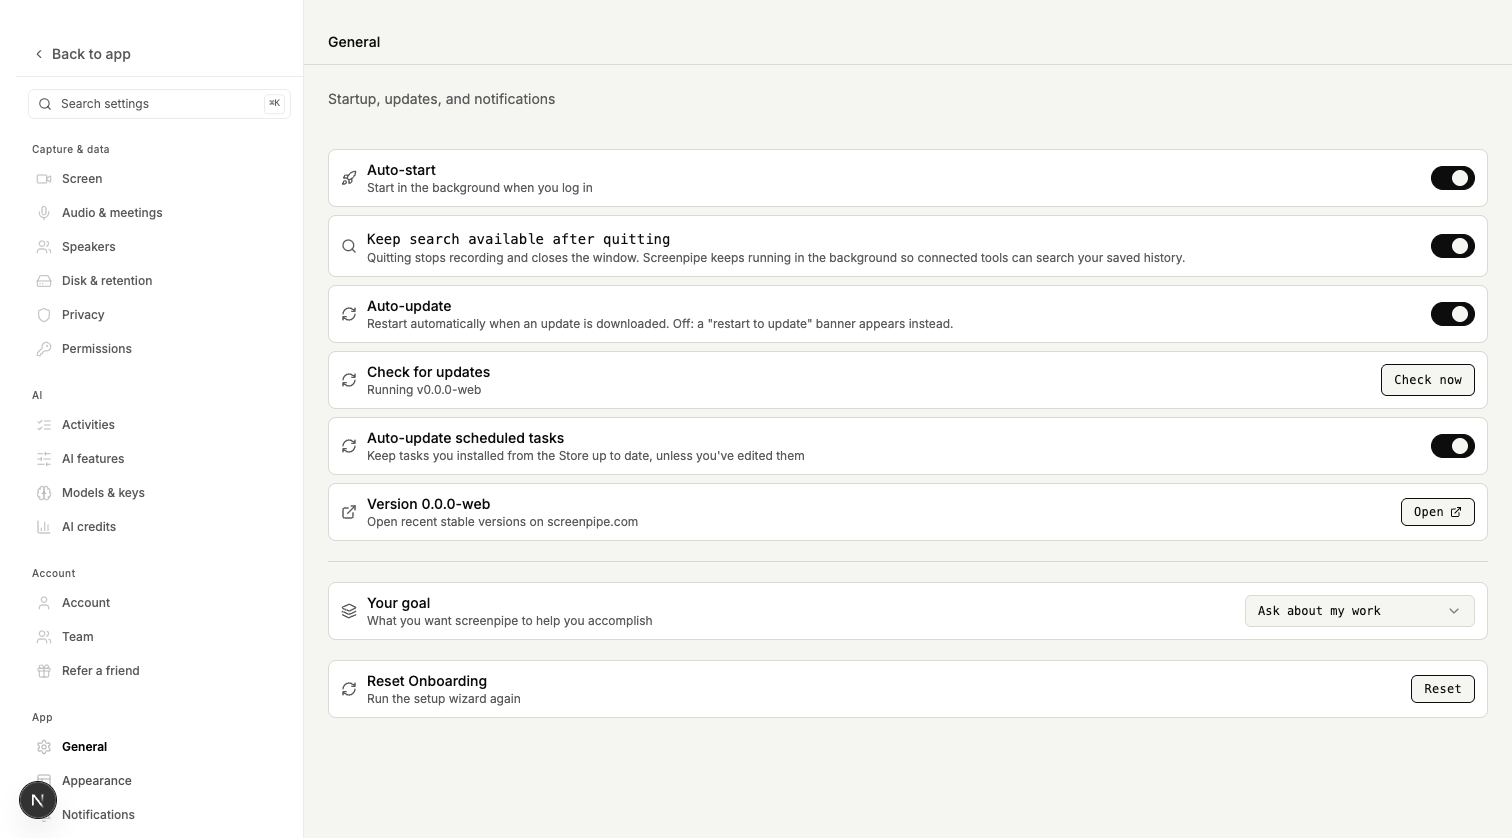 Back to app
Search settings
⌘K
Capture & data
Screen
Audio & meetings
Speakers
Disk & retention
Privacy
Permissions
AI
Activities
AI features
Models & keys
AI credits
Account
Account
Team
Refer a friend
App
General
Appearance
Notifications
N
General
Startup, updates, and notifications
Auto-start
Start in the background when you log in
Keep search available after quitting
Quitting stops recording and closes the window. Screenpipe keeps running in the background so connected tools can search your saved history.
Auto-update
Restart automatically when an update is downloaded. Off: a "restart to update" banner appears instead.
Check for updates
Running v0.0.0-web
Check now
Auto-update scheduled tasks
Keep tasks you installed from the Store up to date, unless you've edited them
Version 0.0.0-web
Open recent stable versions on screenpipe.com
Open
Your goal
What you want screenpipe to help you accomplish
Ask about my work
Reset Onboarding
Run the setup wizard again
Reset